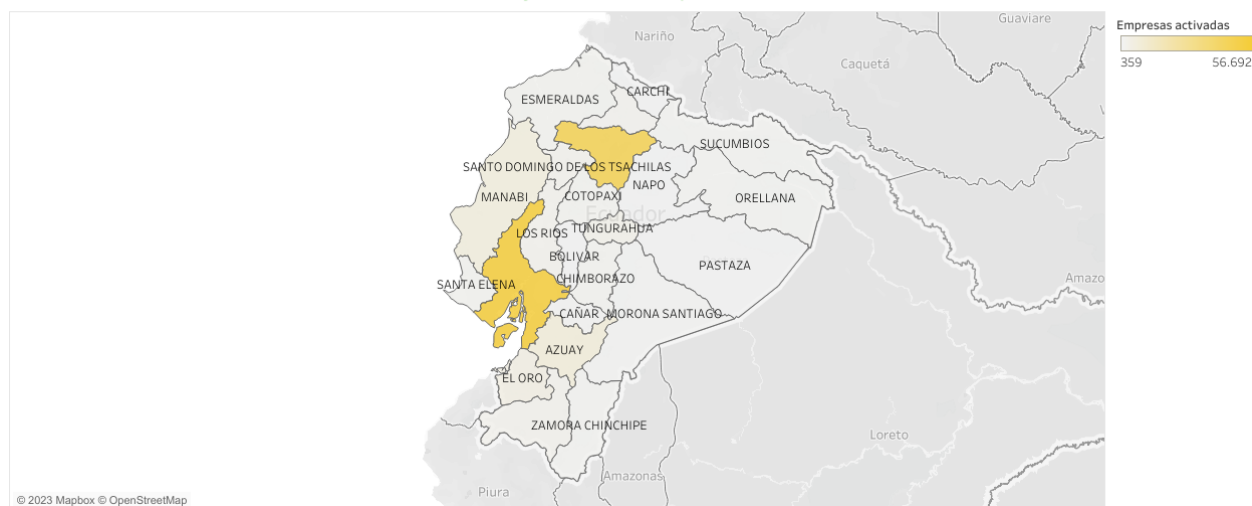 Guaviare
Empresas activadas
359 56.692
Nariño
Caquetá
CARCHI
ESMERALDAS
SUCUMBIOS
SANTO DOMINGO DE LOS TSACHILAS
NAPO
MANABI
COTOPAXI
ORELLANA
Ecuador
TUNGURAHUA
LOS RIOS
BOLIVAR
PASTAZA
CHIMBORAZO
Amazo
SANTA ELENA
CAÑAR
MORONA SANTIAGO
AZUAY
EL ORO
ZAMORA CHINCHIPE
Loreto
Amazonas
Piura
© 2023 Mapbox © OpenStreetMap